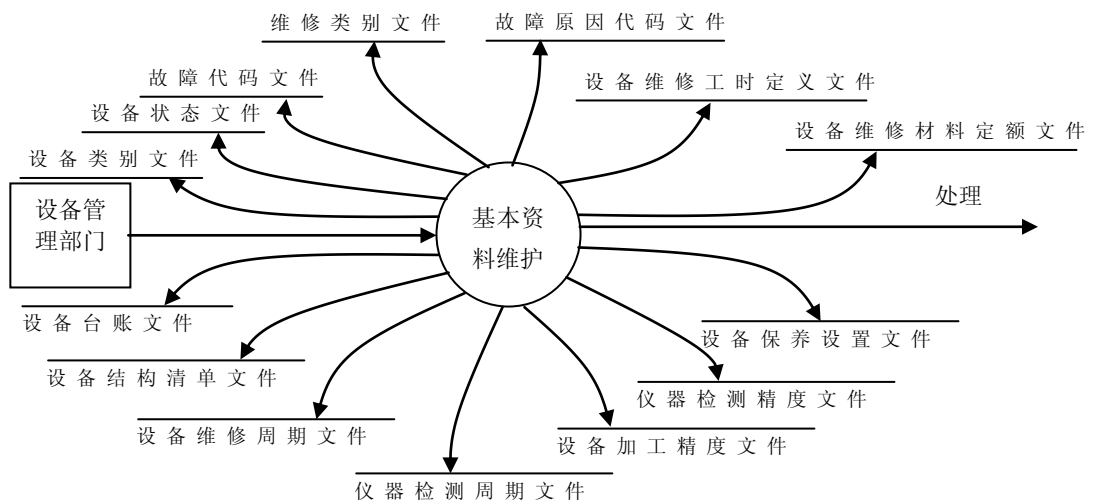 维修类别文件
故障原因代码文件
故障代码文件
设备维修工时定义文件
设备状态文件
设备维修材料定额文件
设备类别文件
设备管
理部门
基本资
料维护
处理
设备台账文件
设备保养设置文件
设备结构清单文件
仪器检测精度文件
设备维修周期文件
设备加工精度文件
仪器检测周期文件